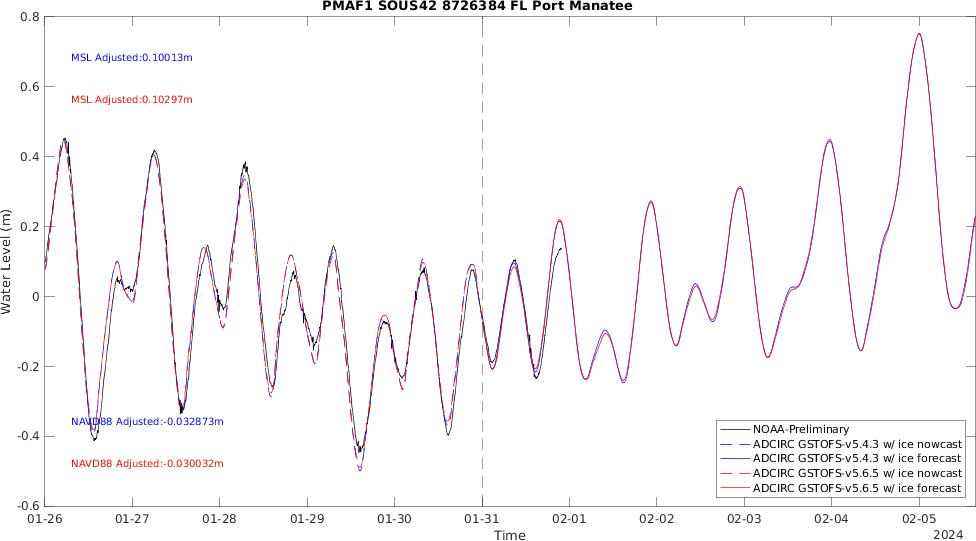 PMAF1 SOUS42 8726384 FL Port Manatee
0.8
0.6
0.4
0.2
0
-0.2
-0.4
-0.6
Water Level (m)
MSL Adjusted:0.10013m
MSL Adjusted:0.10297m
NAVD88 Adjusted:-0.032873m
NAVD88 Adjusted:-0.030032m
NOAA-Preliminary
ADCIRC GSTOFS-v5.4.3 w/ ice nowcast
ADCIRC GSTOFS-v5.4.3 w/ ice forecast
ADCIRC GSTOFS-v5.6.5 w/ ice nowcast
ADCIRC GSTOFS-v5.6.5 w/ ice forecast
01-26 01-27 01-28 01-29 01-30 01-31 02-01 02-02 02-03 02-04 02-05
Time
2024